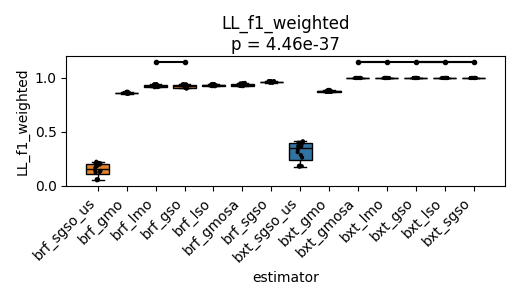 LL_f1_weighted
p = 4.46e-37
LL_f1_weighted
1.0
0.5
0.0
brf_sgso_us
brf_gmo
brf_lmo
brf_gso
brf_lso
brf_gmosa
brf_sgso
bxt_sgso_us
bxt_gmo
bxt_gmosa
bxt_lmo
bxt_gso
bxt_lso
bxt_sgso
estimator